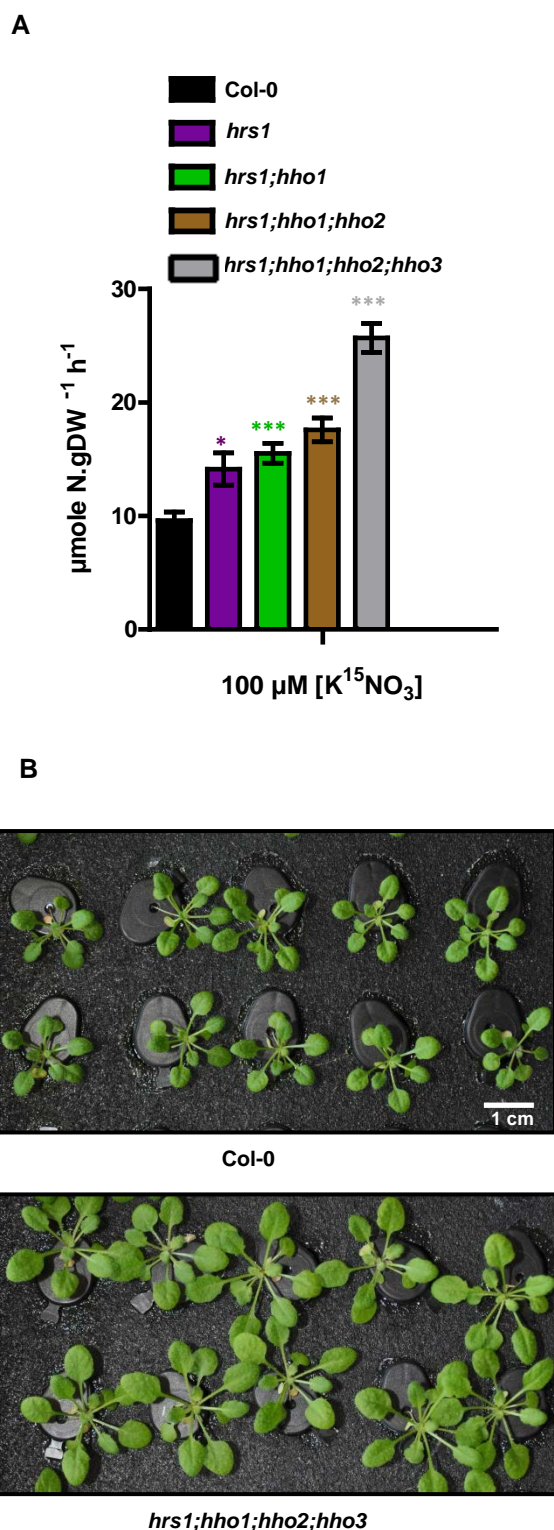 A
Col-0
hrs1
hrs1;hho1
hrs1;hho1;hho2
hrs1;hho1;hho2;hho3
30
***
20
***
***
*
10
0
µmole N.gDW ⁻¹ h⁻¹
100 µM [K¹⁵NO₃]
B
1 cm
Col-0
hrs1;hho1;hho2;hho3